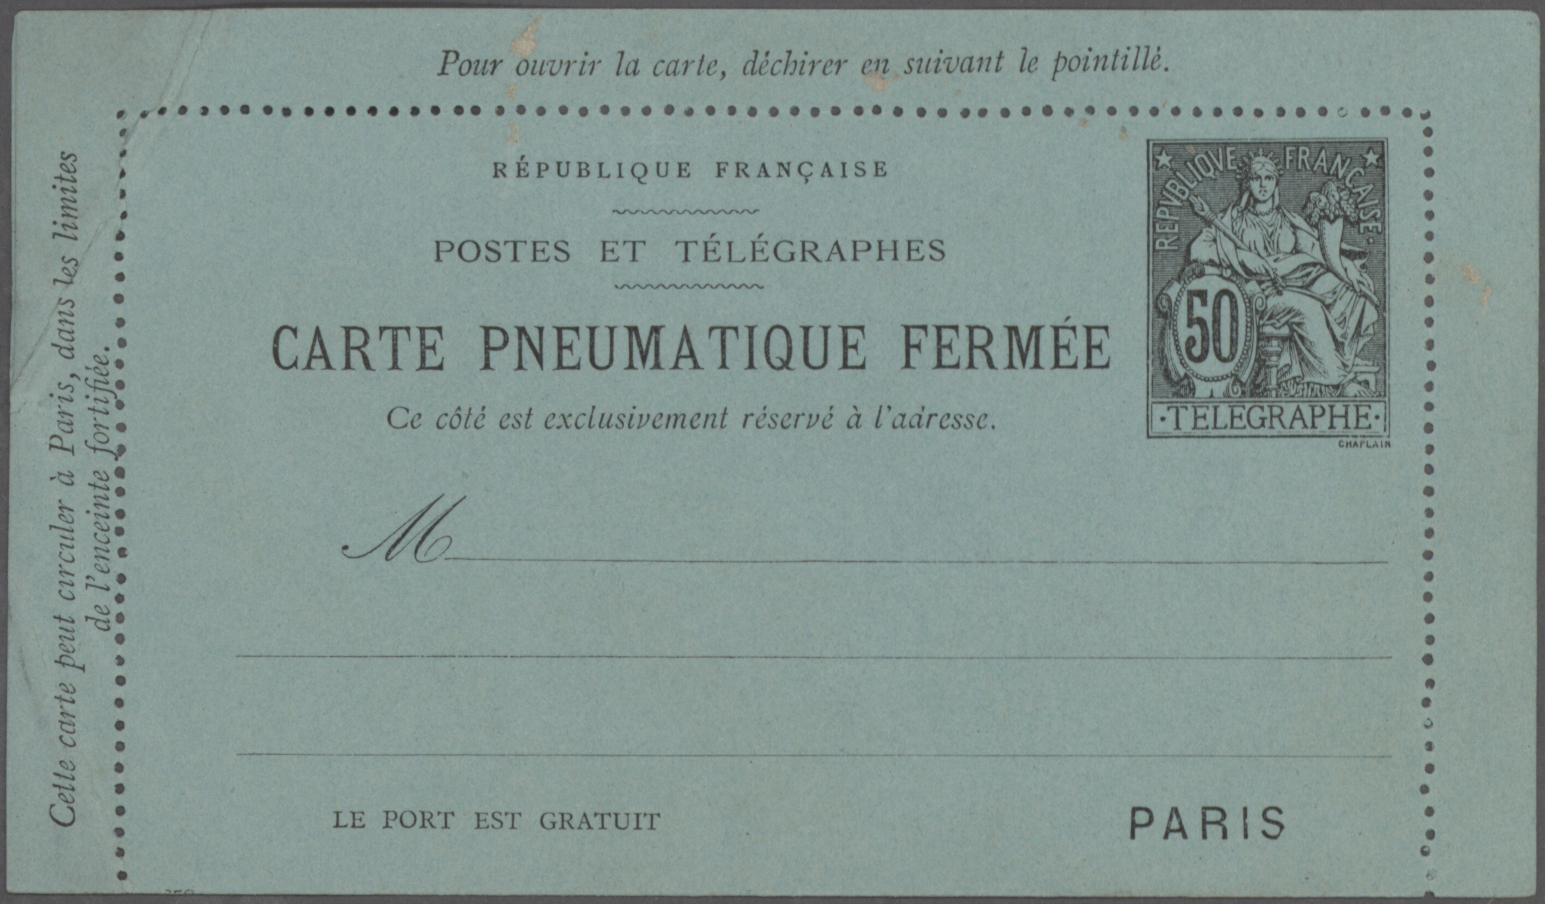 Pour ouvrir la carte, déchirer en suivant le pointillé.
Cette carte peut circuler à Paris, dans les limites
de l'enceinte fortifiée.
RÉPUBLIQUE FRANÇAISE
POSTES ET TÉLÉGRAPHES
CARTE PNEUMATIQUE FERMÉE
Ce côté est exclusivement réservé à l'adresse.
REPVBLIQVE FRANÇAISE
50
·TELEGRAPHE·
CHAPLAIN
M
LE PORT EST GRATUIT
PARIS